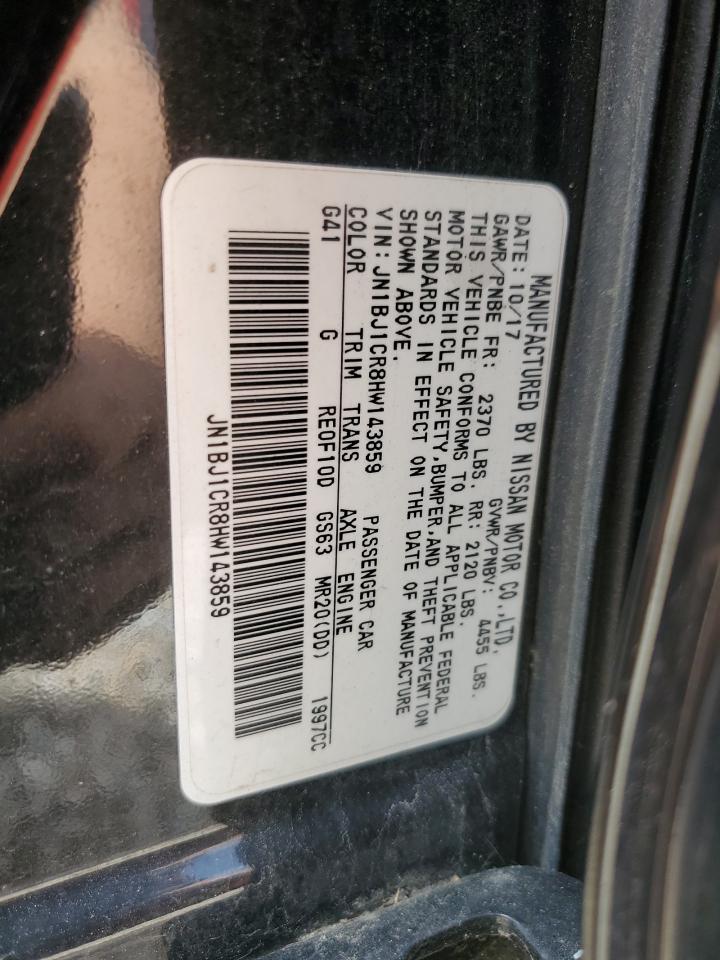 MANUFACTURED BY NISSAN MOTOR CO.,LTD.
DATE: 10/17 GVWR/PNBV: 4455 LBS.
GAWR/PNBE FR: 2370 LBS. RR: 2120 LBS.
THIS VEHICLE CONFORMS TO ALL APPLICABLE FEDERAL
MOTOR VEHICLE SAFETY,BUMPER,AND THEFT PREVENTION
STANDARDS IN EFFECT ON THE DATE OF MANUFACTURE
SHOWN ABOVE.
VIN: JN1BJ1CR8HW143859 PASSENGER CAR
COLOR TRIM TRANS AXLE ENGINE
G41 G RE0F10D GS63 MR20(DD) 1997CC
JN1BJ1CR8HW143859